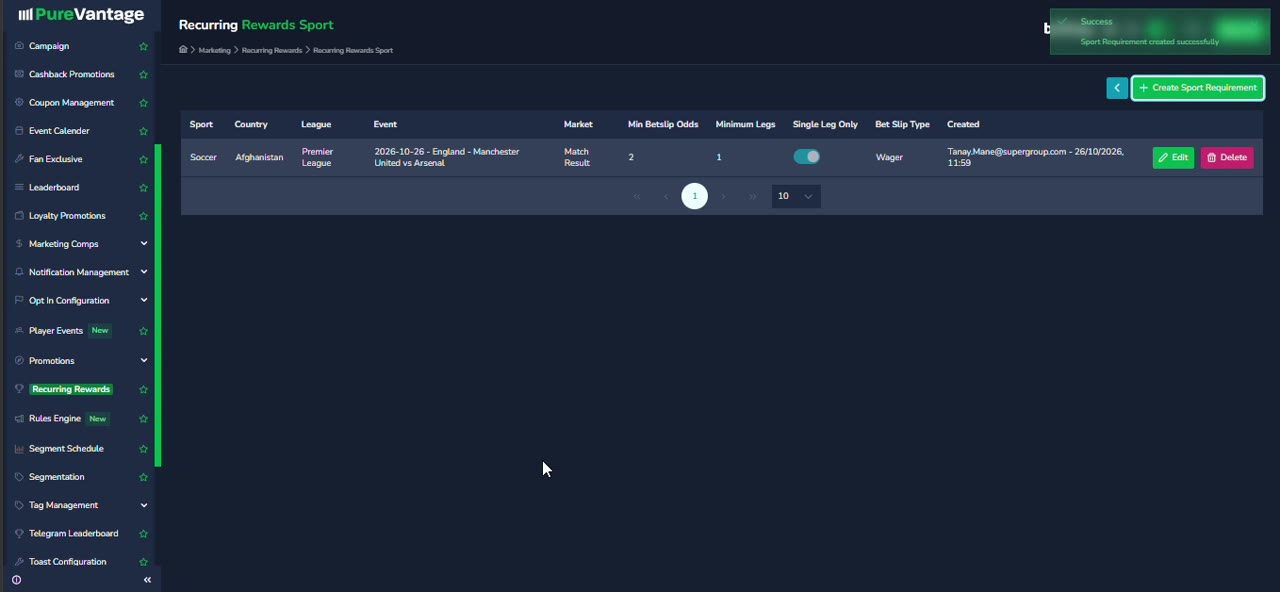 PureVantage
Campaign
Cashback Promotions
Coupon Management
Event Calender
Fan Exclusive
Leaderboard
Loyalty Promotions
Marketing Comps
Notification Management
Opt In Configuration
Player Events New
Promotions
Recurring Rewards
Rules Engine New
Segment Schedule
Segmentation
Tag Management
Telegram Leaderboard
Toast Configuration
Recurring Rewards Sport
Marketing > Recurring Rewards > Recurring Rewards Sport
Success
Sport Requirement created successfully
+ Create Sport Requirement
Sport Country League Event Market Min Betslip Odds Minimum Legs Single Leg Only Bet Slip Type Created
Soccer Afghanistan Premier League 2026-10-26 - England - Manchester United vs Arsenal Match Result 2 1 Wager Tanay.Mane@supergroup.com - 26/10/2026, 11:59 Edit Delete
« ‹ 1 › » 10